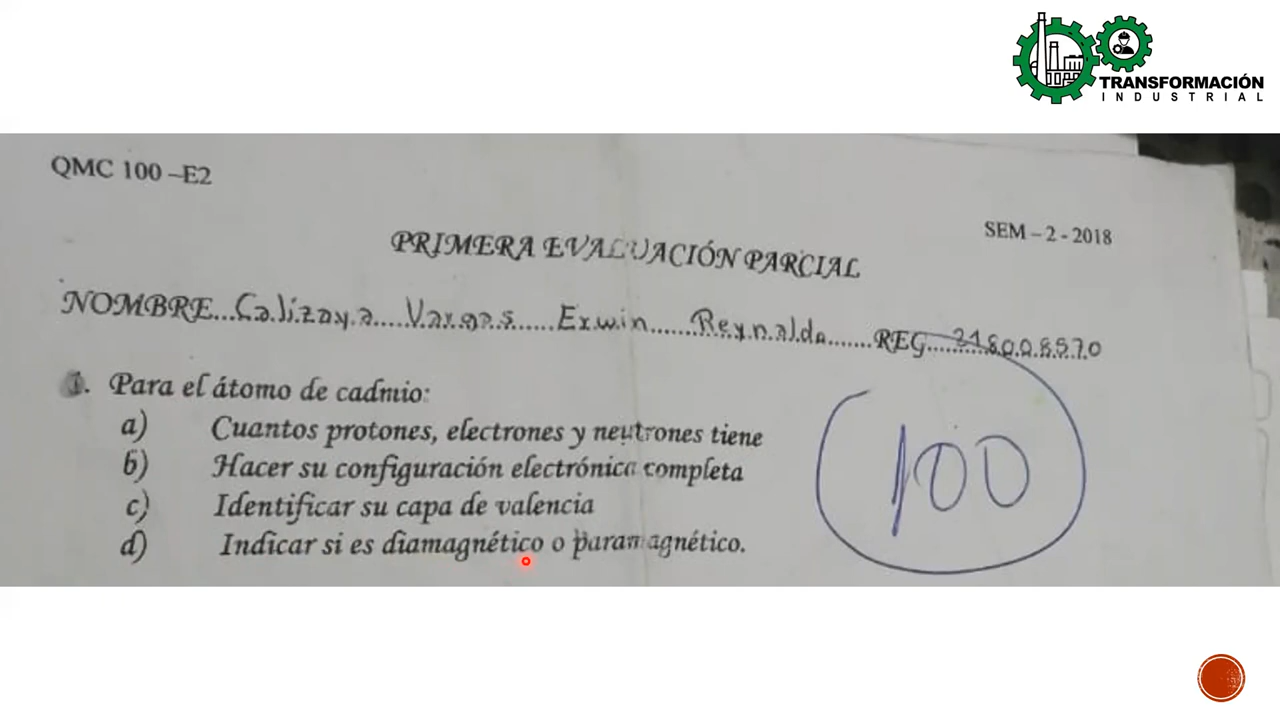 TRANSFORMACIÓN
INDUSTRIAL
QMC 100 –E2
SEM – 2 - 2018
PRIMERA EVALUACIÓN PARCIAL
NOMBRE...Calizaya Vargas Erwin Reynaldo.......REG...218008570
1. Para el átomo de cadmio:
a) Cuantos protones, electrones y neutrones tiene
b) Hacer su configuración electrónica completa
c) Identificar su capa de valencia
d) Indicar si es diamagnético o paramagnético.
100